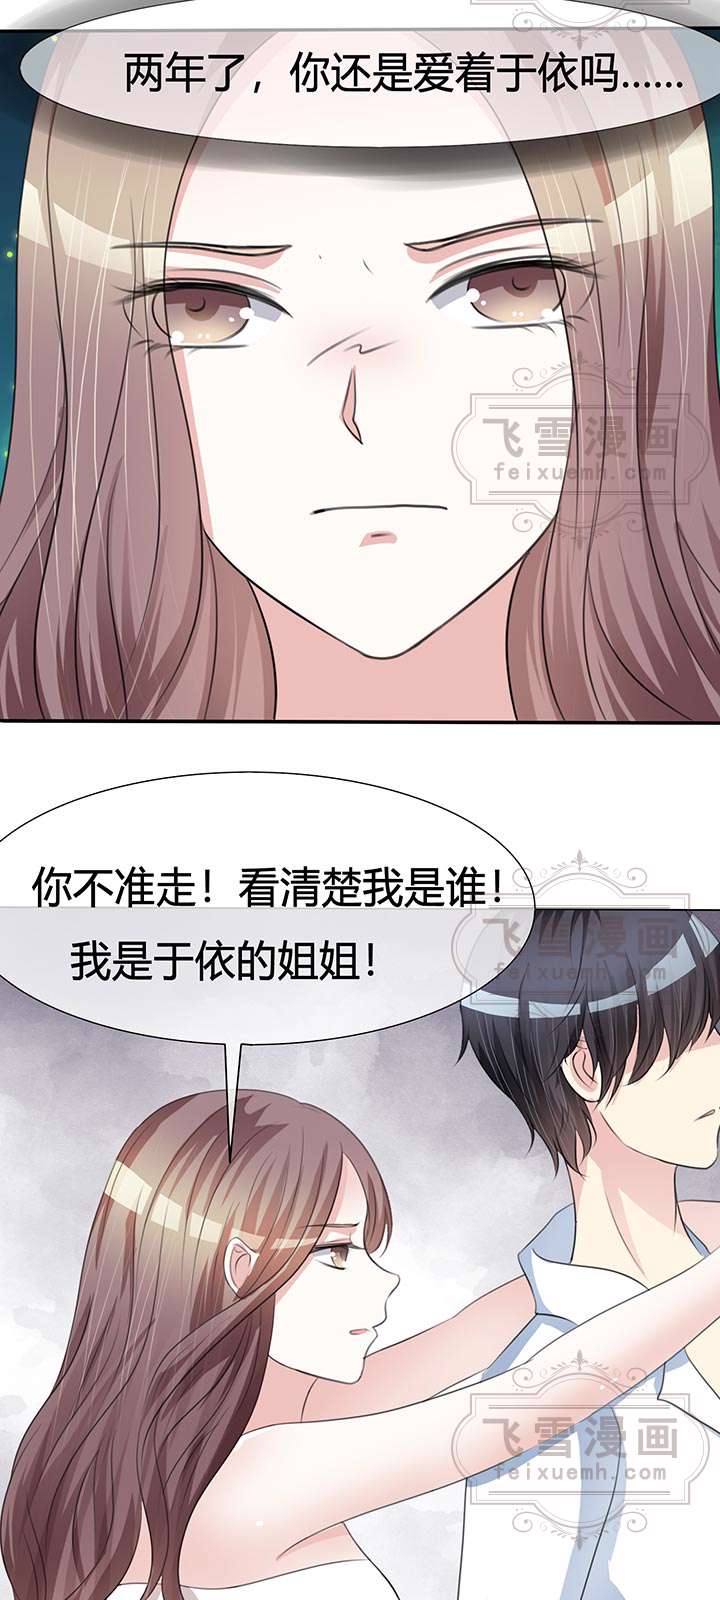 两年了，你还是爱着于依吗……
飞雪漫画
feixuemh.com
你不准走！看清楚我是谁！
我是于依的姐姐！
飞雪漫画
feixuemh.com
飞雪漫画
feixuemh.com